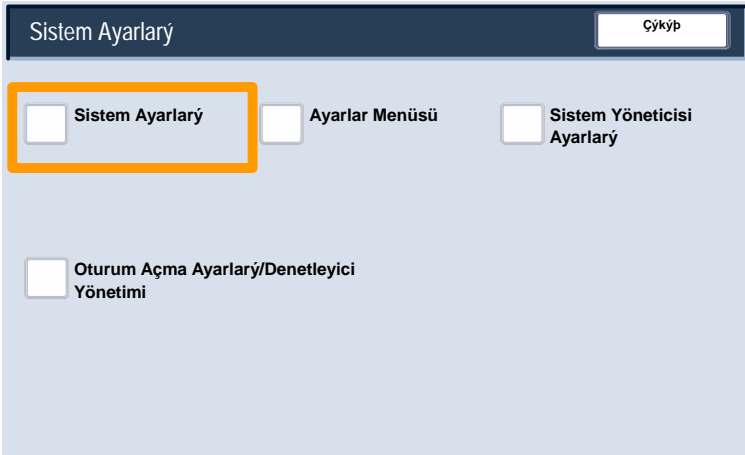 Sistem Ayarlarý
Çýkýþ
Sistem Ayarlarý
Ayarlar Menüsü
Sistem Yöneticisi
Ayarlarý
Oturum Açma Ayarlarý/Denetleyici
Yönetimi